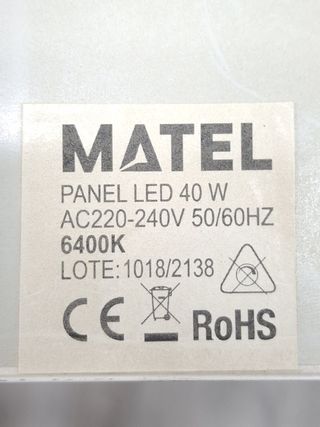 MATEL
PANEL LED 40 W
AC220-240V 50/60HZ
6400K
LOTE: 1018/2138
CE RoHS